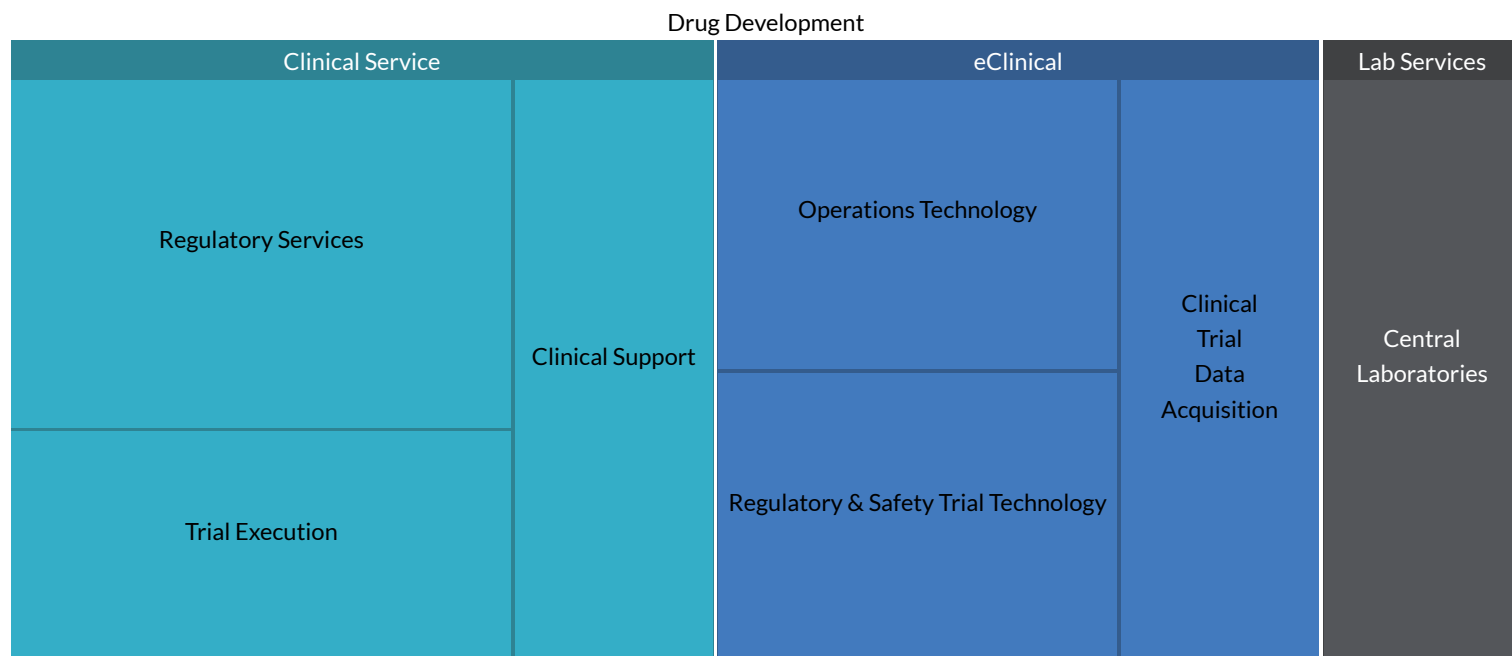 Drug Development
Clinical Service
eClinical
Lab Services
Regulatory Services
Trial Execution
Clinical Support
Operations Technology
Regulatory & Safety Trial Technology
Clinical
Trial
Data
Acquisition
Central
Laboratories